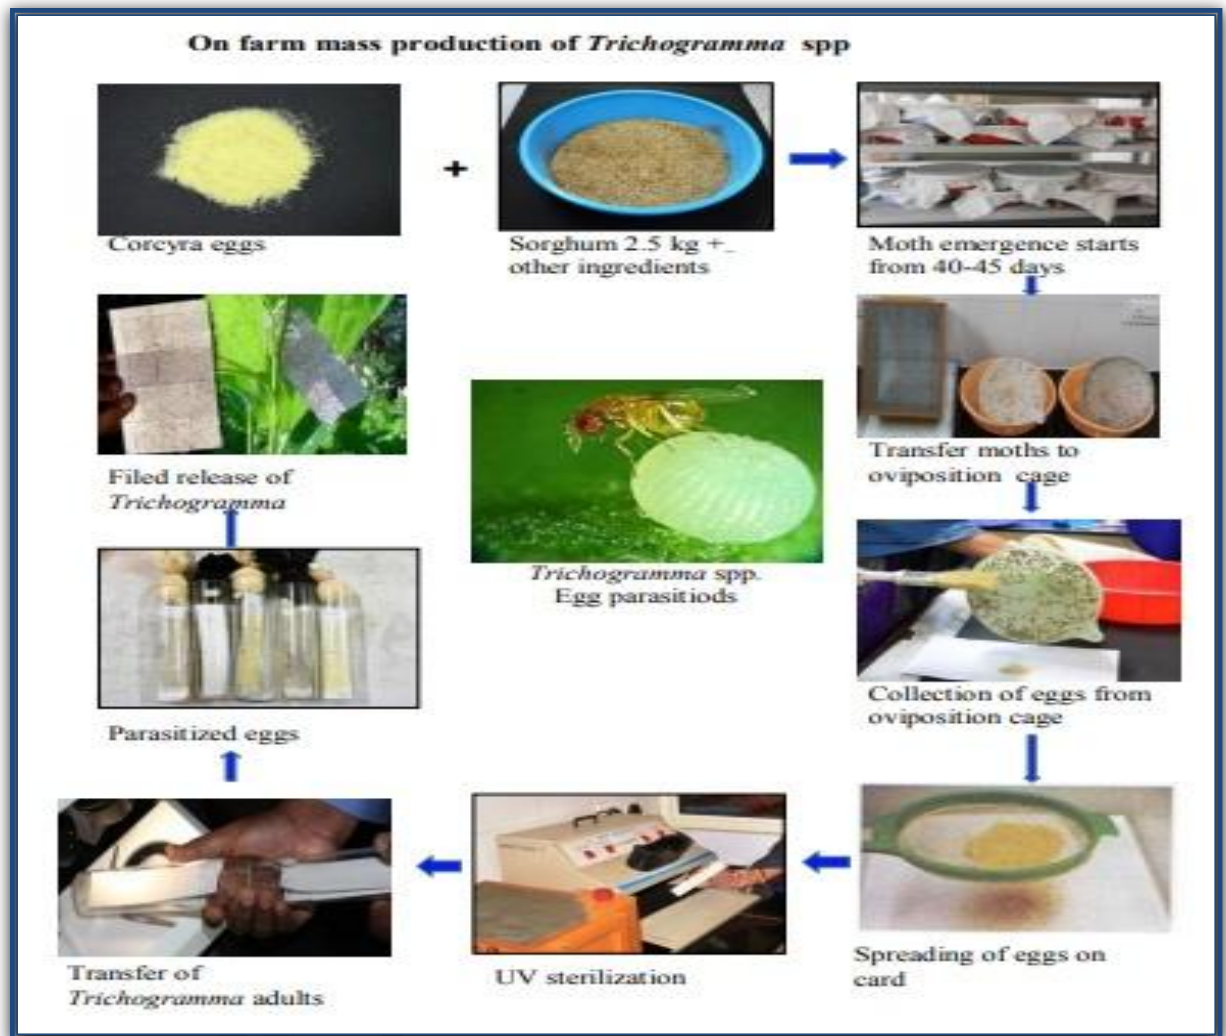 On farm mass production of Trichogramma spp
+
Corcyra eggs
Sorghum 2.5 kg +
other ingredients
Moth emergence starts
from 40-45 days
Transfer moths to
oviposition cage
Filed release of
Trichogramma
Trichogramma spp.
Egg parasitiods
Collection of eggs from
oviposition cage
Parasitized eggs
Spreading of eggs on
card
UV sterilization
Transfer of
Trichogramma adults